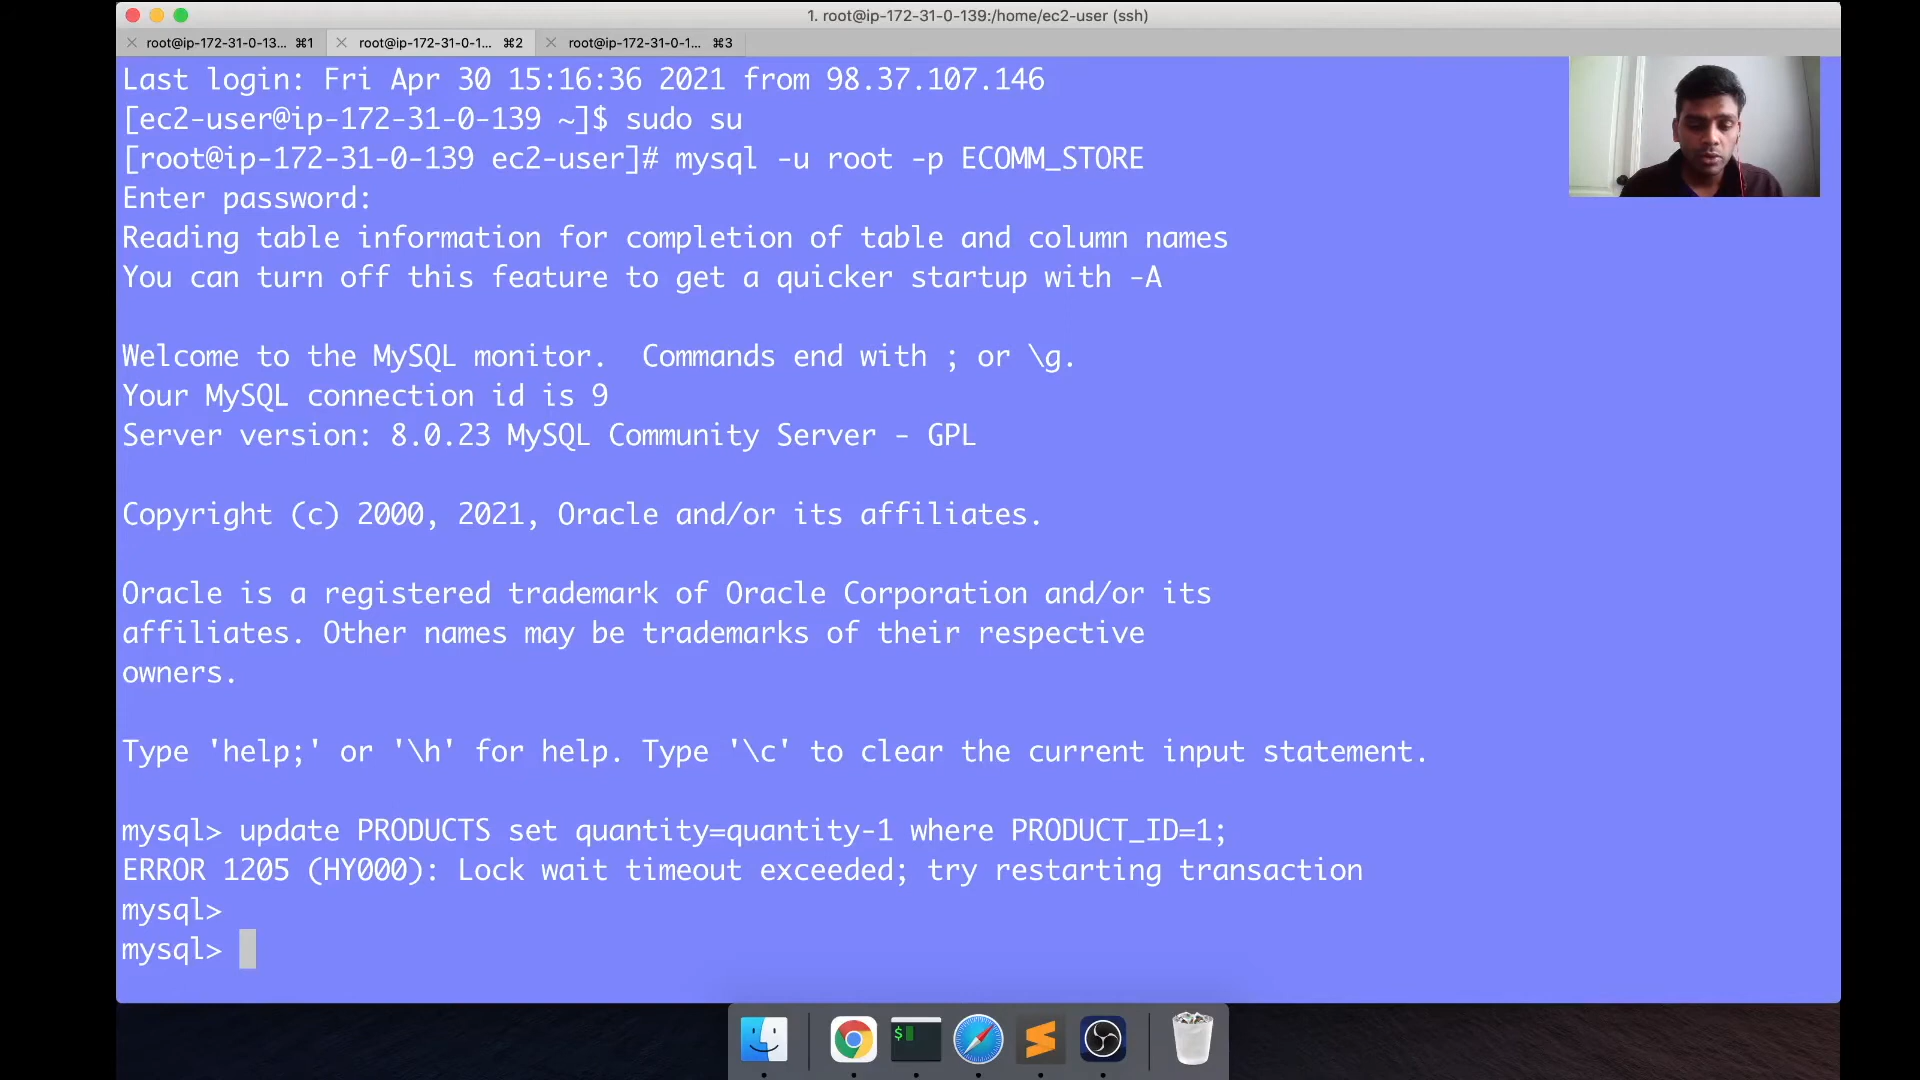 1. root@ip-172-31-0-139:/home/ec2-user (ssh)
root@ip-172-31-0-13... ⌘1 root@ip-172-31-0-1... ⌘2 root@ip-172-31-0-1... ⌘3
Last login: Fri Apr 30 15:16:36 2021 from 98.37.107.146
[ec2-user@ip-172-31-0-139 ~]$ sudo su
[root@ip-172-31-0-139 ec2-user]# mysql -u root -p ECOMM_STORE
Enter password:
Reading table information for completion of table and column names
You can turn off this feature to get a quicker startup with -A
Welcome to the MySQL monitor.  Commands end with ; or \g.
Your MySQL connection id is 9
Server version: 8.0.23 MySQL Community Server - GPL
Copyright (c) 2000, 2021, Oracle and/or its affiliates.
Oracle is a registered trademark of Oracle Corporation and/or its
affiliates. Other names may be trademarks of their respective
owners.
Type 'help;' or '\h' for help. Type '\c' to clear the current input statement.
mysql> update PRODUCTS set quantity=quantity-1 where PRODUCT_ID=1;
ERROR 1205 (HY000): Lock wait timeout exceeded; try restarting transaction
mysql>
mysql>
$